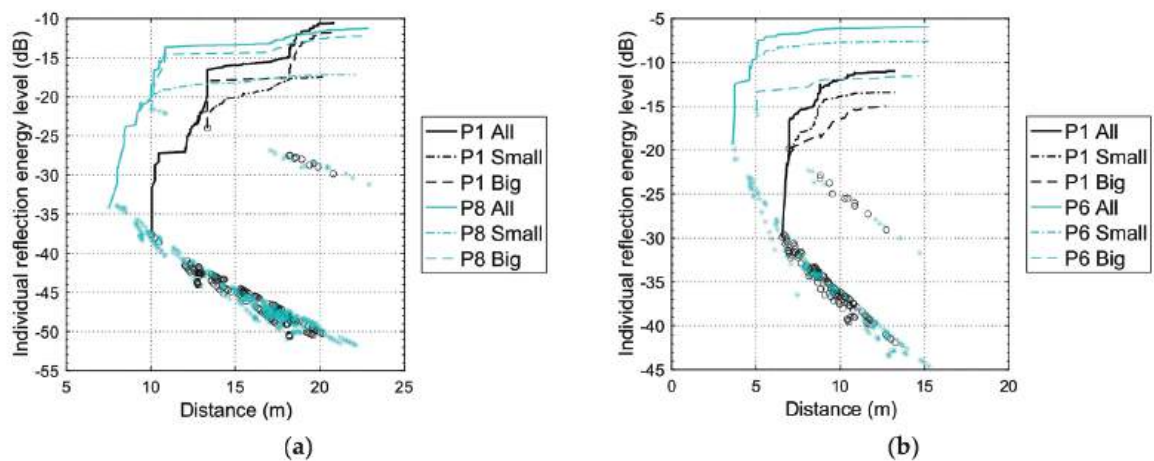 -10
-15
-20
-25
-30
-35
-40
-45
-50
-55
5
10
15
20
25
Individual reflection energy level (dB)
Distance (m)
P1 All
P1 Small
P1 Big
P8 All
P8 Small
P8 Big
(a)
-5
-10
-15
-20
-25
-30
-35
-40
-45
0
5
10
15
20
Individual reflection energy level (dB)
Distance (m)
P1 All
P1 Small
P1 Big
P6 All
P6 Small
P6 Big
(b)